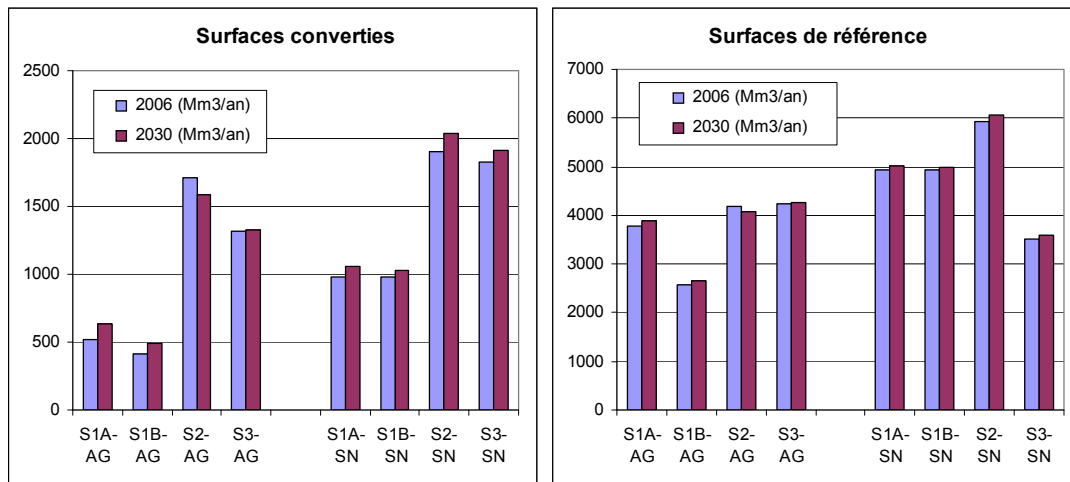 Surfaces converties
2500
2000
1500
1000
500
0
2006 (Mm3/an)
2030 (Mm3/an)
S1A- S1B- S2- S3- S1A- S1B- S2- S3-
AG AG AG AG SN SN SN SN
Surfaces de référence
7000
6000
5000
4000
3000
2000
1000
0
2006 (Mm3/an)
2030 (Mm3/an)
S1A- S1B- S2- S3- S1A- S1B- S2- S3-
AG AG AG AG SN SN SN SN